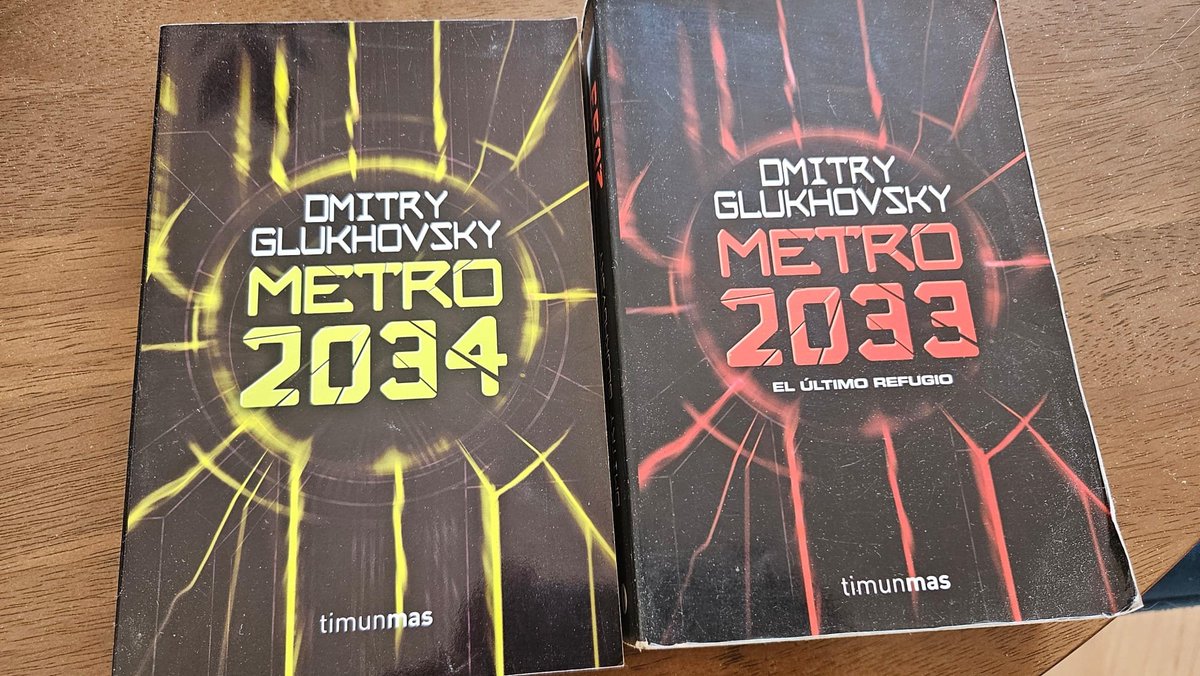 DMITRY
GLUKHOVSKY
METRO
2034
timunmas
DMITRY
GLUKHOVSKY
METRO
2033
EL ÚLTIMO REFUGIO
timunmas